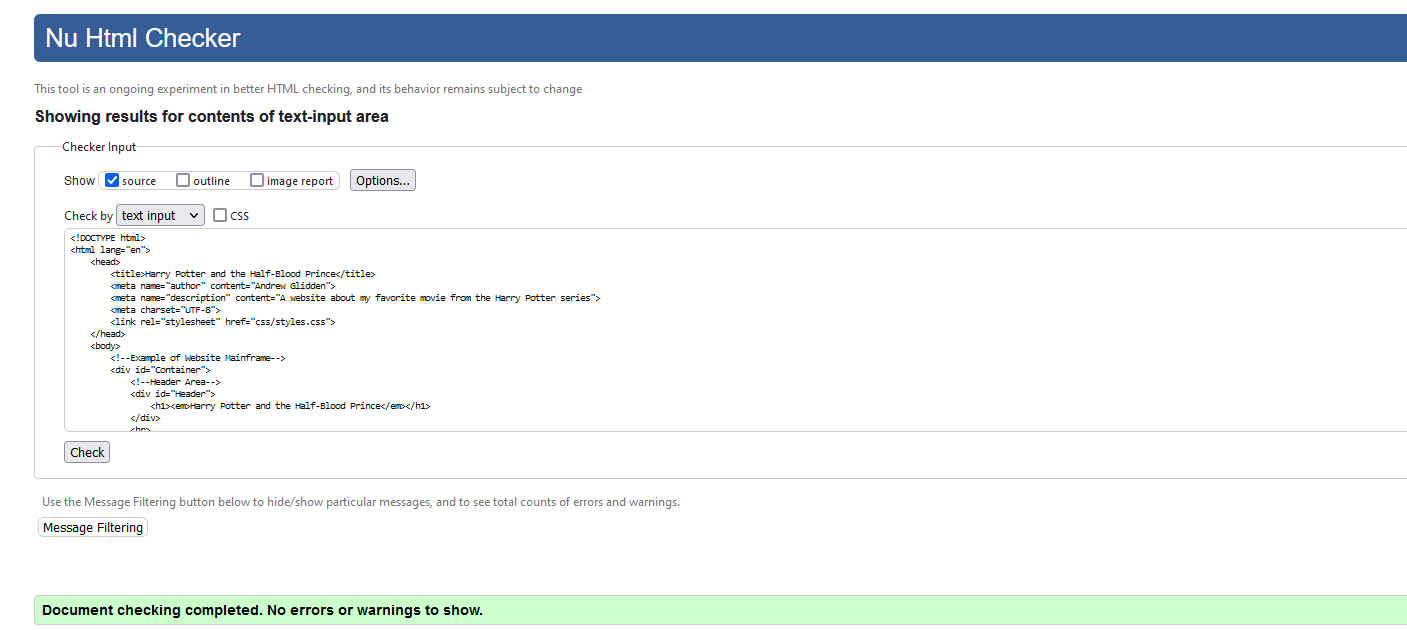 Nu Html Checker
This tool is an ongoing experiment in better HTML checking, and its behavior remains subject to change
Showing results for contents of text-input area
Checker Input
Show source outline image report Options...
Check by text input CSS
<!DOCTYPE html>
<html lang="en">
    <head>
        <title>Harry Potter and the Half-Blood Prince</title>
        <meta name="author" content="Andrew Glidden">
        <meta name="description" content="A website about my favorite movie from the Harry Potter series">
        <meta charset="UTF-8">
        <link rel="stylesheet" href="css/styles.css">
    </head>
    <body>
        <!--Example of Website Mainframe-->
        <div id="Container">
            <!--Header Area-->
            <div id="Header">
                <h1><em>Harry Potter and the Half-Blood Prince</em></h1>
            </div>
            <hr>
Check
Use the Message Filtering button below to hide/show particular messages, and to see total counts of errors and warnings.
Message Filtering
Document checking completed. No errors or warnings to show.